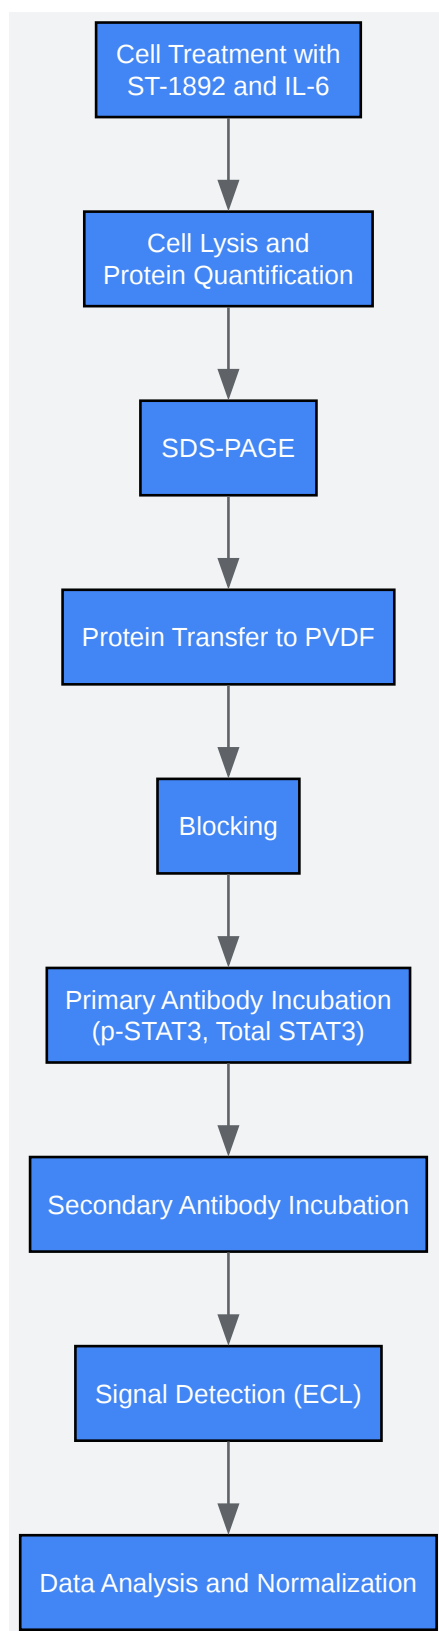 Cell Treatment with
ST-1892 and IL-6
Cell Lysis and
Protein Quantification
SDS-PAGE
Protein Transfer to PVDF
Blocking
Primary Antibody Incubation
(p-STAT3, Total STAT3)
Secondary Antibody Incubation
Signal Detection (ECL)
Data Analysis and Normalization